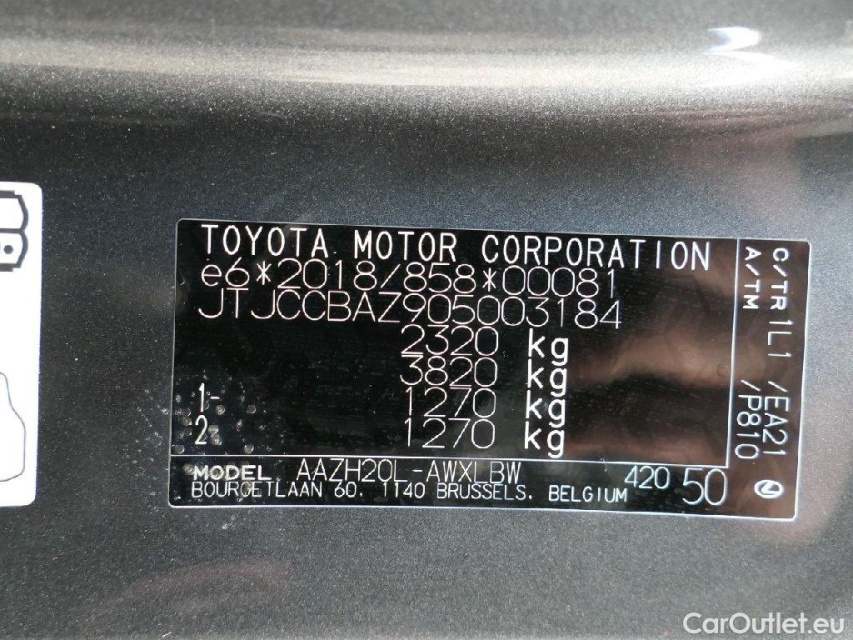 TOYOTA MOTOR CORPORATION
e6*2018/858*00081
JTJCCBAZ905003184
2320 kg
3820 kg
1- 1270 kg
2- 1270 kg
MODEL AAZH20L-AWXLBW
BOURGETLAAN 60, 1140 BRUSSELS, BELGIUM
420 50
C/TR 1L1 /EA21
A/TM /P810
B
CarOutlet.eu